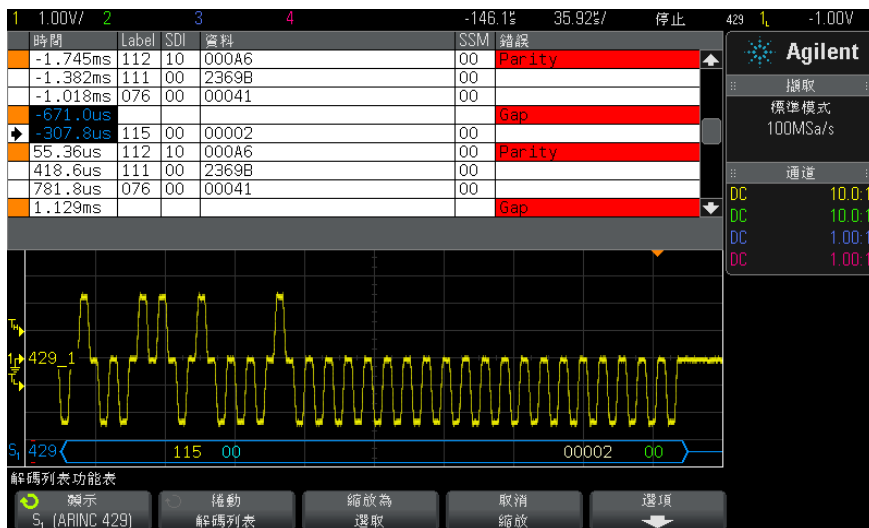 1 1.00V/ 2 3 4 -146.1us 35.92us/ 停止 429 1L -1.00V
時間 Label SDI 資料 SSM 錯誤
-1.745ms 112 10 000A6 00 Parity
-1.382ms 111 00 2369B 00
-1.018ms 076 00 00041 00
-671.0us Gap
-307.8us 115 00 00002 00
55.36us 112 10 000A6 00 Parity
418.6us 111 00 2369B 00
781.8us 076 00 00041 00
1.129ms Gap
Agilent
擷取
標準模式
100MSa/s
通道
DC 10.0:1
DC 10.0:1
DC 1.00:1
DC 1.00:1
TH
1 429_1
TL
S1 429 115 00 00002 00
解碼列表功能表
顯示
S1 (ARINC 429)
捲動
解碼列表
縮放為
選取
取消
縮放
選項